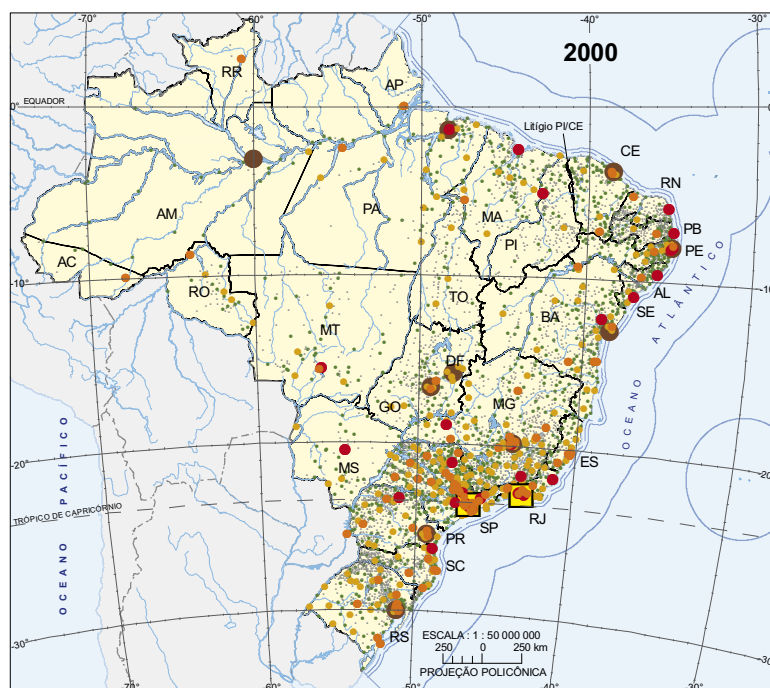 -70° -60° -50° -40° -30°
2000
RR
AP
EQUADOR
0° 0°
Litígio PI/CE
CE
RN
AM
PA
MA
PB
PI
PE
AC
-10° -10°
RO
TO
AL
SE
BA
MT
ATLÂNTICO
DF
GO
MG
OCEANO
ES
-20° -20°
MS
TRÓPICO DE CAPRICÓRNIO
SP
RJ
OCEANO PACÍFICO
PR
SC
RS
-30° -30°
ESCALA : 1 : 50 000 000
250 0 250 km
PROJEÇÃO POLICÔNICA
-70° -60° -50° -40°